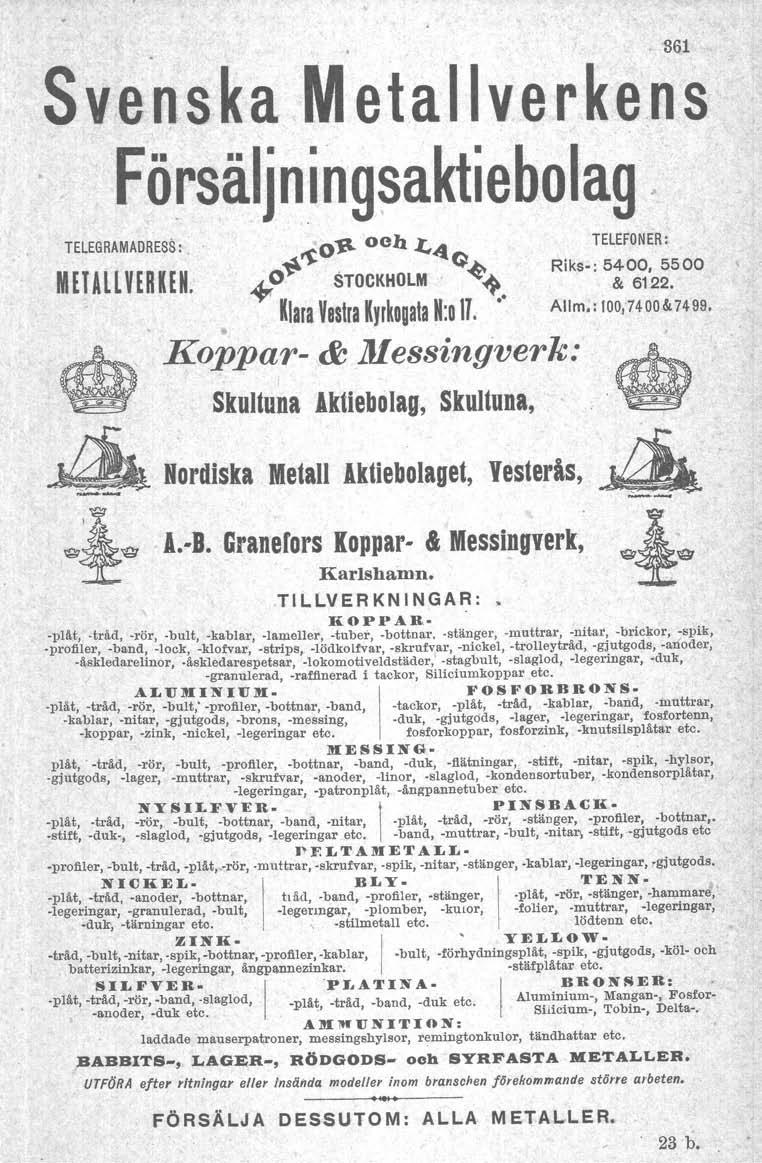 361
Svenska Metallverkens
Försäljningsaktiebolag
TELEGRAMADRESS:
METALLVERKEN.
KONTOR och LAGER:
STOCKHOLM
Klara Vestra Kyrkogata N:o 17.
TELEFONER:
Riks-: 5400, 5500
& 6122.
Allm.: 100, 7400 & 7499.
Koppar- & Messingverk:
Skultuna Aktiebolag, Skultuna,
Nordiska Metall Aktiebolaget, Vesterås,
A.-B. Granefors Koppar- & Messingverk,
Karlshamn.
TILLVERKNINGAR:
KOPPAR-
-plåt, -tråd, -rör, -bult, -kablar, -lameller, -tuber, -bottnar. -stänger, -muttrar, -nitar, -brickor, -spik,
-profiler, -band, -lock, -klofvar, -strips, -lödkolfvar, -skrufvar, -nickel, -trolleytråd, -gjutgods, -anoder,
-åskledarelinor, -åskledarespetsar, -lokomotiveldstäder, -stagbult, -slaglod, -legeringar, -duk,
-granulerad, -raffinerad i tackor, Siliciumkoppar etc.
ALUMINIUM-
-plåt, -tråd, -rör, -bult, -profiler, -bottnar, -band,
-kablar, -nitar, -gjutgods, -brons, -messing,
-koppar, -zink, -nickel, -legeringar etc.
FOSFORBRONS-
-tackor, -plåt, -tråd, -kablar, -band, -muttrar,
-duk, -gjutgods, -lager, -legeringar, fosfortenn,
fosforkoppar, fosforzink, -knutsilsplåtar etc.
MESSING-
plåt, -tråd, -rör, -bult, -profiler, -bottnar, -band, -duk, -flätningar, -stift, -nitar, -spik, -hylsor,
-gjutgods, -lager, -muttrar, -skrufvar, -anoder, -linor, -slaglod, -kondensortuber, -kondensorplåtar,
-legeringar, -patronplåt, -ångpannetuber etc.
NYSILFVER-
-plåt, -tråd, -rör, -bult, -bottnar, -band, -nitar,
-stift, -duk-, -slaglod, -gjutgods, -legeringar etc.
PINSBACK-
-plåt, -tråd, -rör, -stänger, -profiler, -bottnar,
-band, -muttrar, -bult, -nitar, -stift, -gjutgods etc
DELTAMETALL-
-profiler, -bult, -tråd, -plåt, -rör, -muttrar, -skrufvar, -spik, -nitar, -stänger, -kablar, -legeringar, -gjutgods.
NICKEL-
-plåt, -tråd, -anoder, -bottnar,
-legeringar, -granulerad, -bult,
-duk, -tärningar etc.
BLY-
tråd, -band, -profiler, -stänger,
-legeringar, -plomber, -kulor,
-stilmetall etc.
TENN-
-plåt, -rör, -stänger, -hammare,
-folier, -muttrar, -legeringar,
lödtenn etc.
ZINK-
-tråd, -bult, -nitar, -spik, -bottnar, -profiler, -kablar,
batterizinkar, -legeringar, ångpannezinkar.
YELLOW-
-bult, -förhydningsplåt, -spik, -gjutgods, -köl- och
-stäfplåtar etc.
SILFVER-
-plåt, -tråd, -rör, -band, -slaglod,
-anoder, -duk etc.
PLATINA-
-plåt, -tråd, -band, -duk etc.
BRONSER:
Aluminium-, Mangan-, Fosfor-
Silicium-, Tobin-, Delta-.
AMMUNITION:
laddade mauserpatroner, messingshylsor, remingtonkulor, tändhattar etc.
BABBITS-, LAGER-, RÖDGODS- och SYRFASTA METALLER.
UTFÖRA efter ritningar eller insända modeller inom branschen förekommande större arbeten.
FÖRSÄLJA DESSUTOM: ALLA METALLER.
23 b.